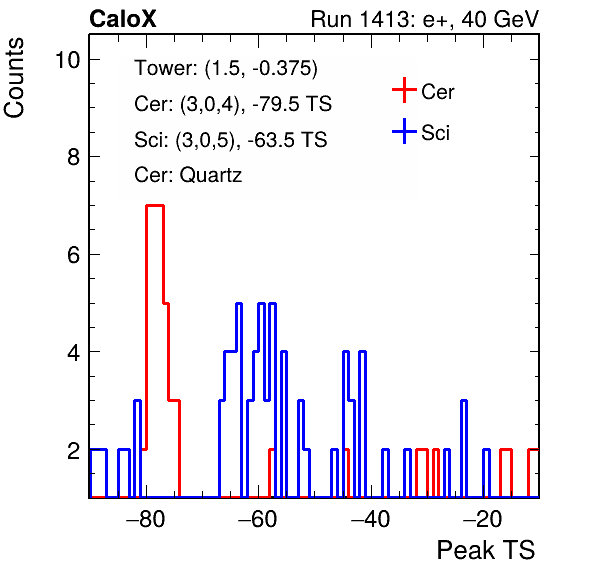 CaloX Run 1413: e+, 40 GeV
Counts
Tower: (1.5, -0.375)
Cer: (3,0,4), -79.5 TS
Sci: (3,0,5), -63.5 TS
Cer: Quartz
Cer
Sci
10
8
6
4
2
−80 −60 −40 −20
Peak TS